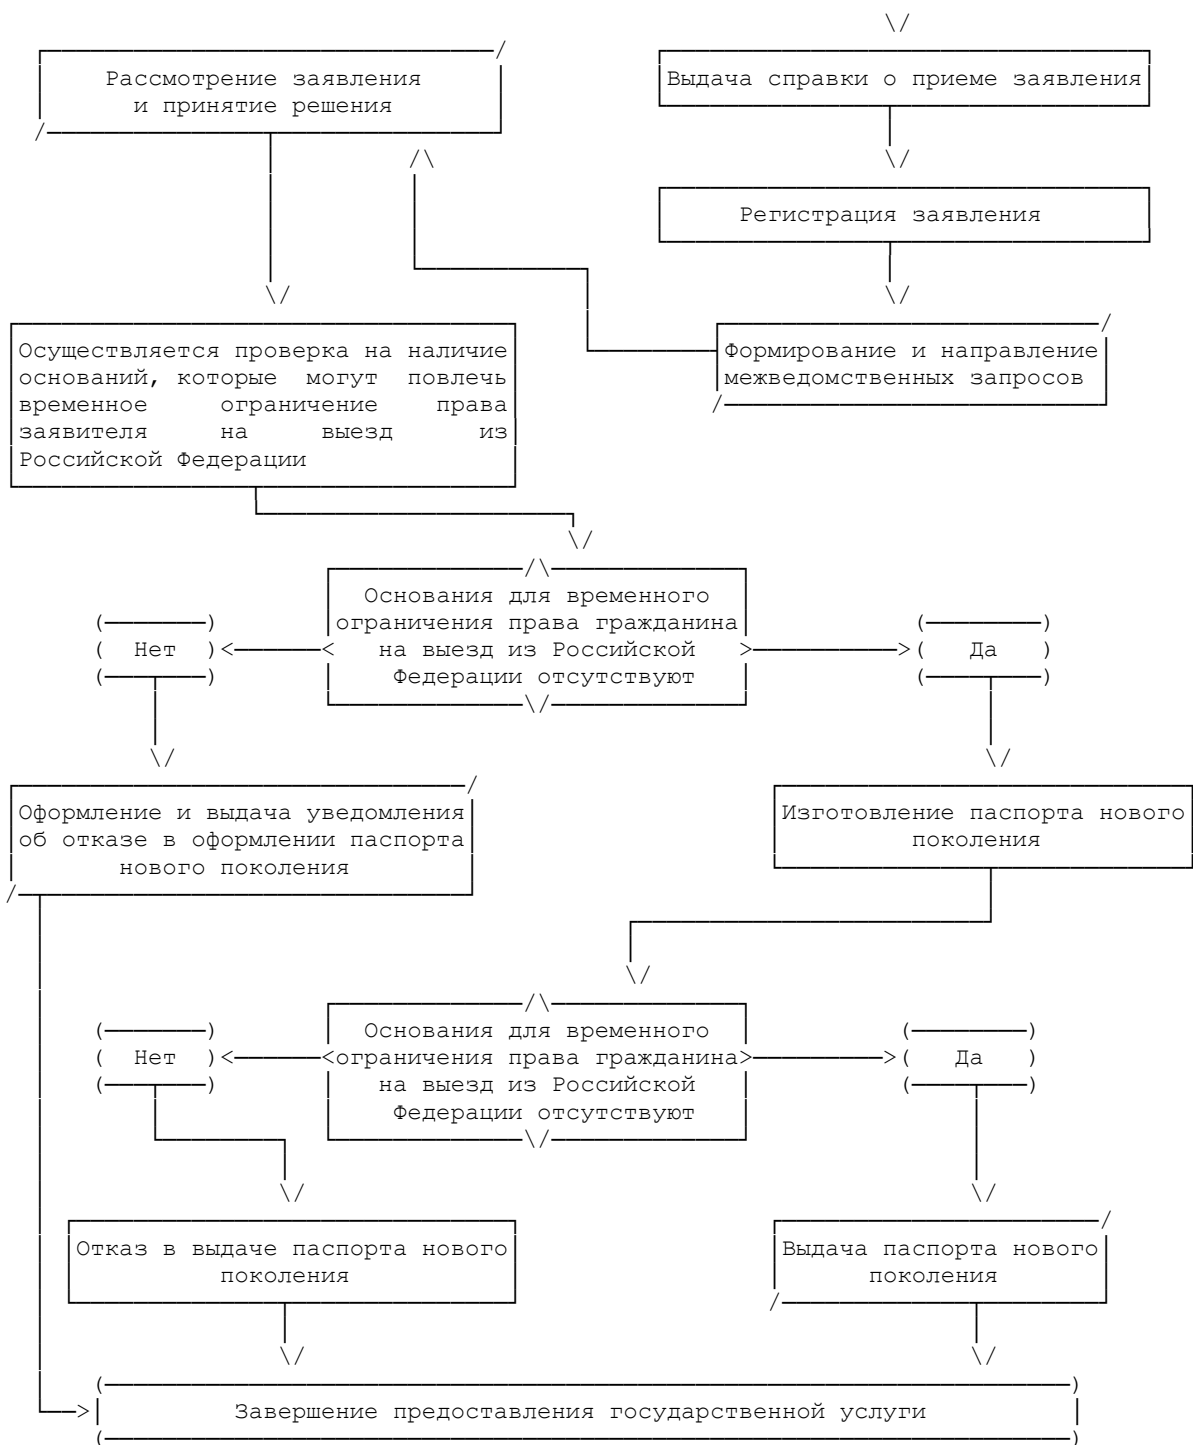 Рассмотрение заявления
и принятие решения
Выдача справки о приеме заявления
Регистрация заявления
Осуществляется проверка на наличие
оснований, которые могут повлечь
временное ограничение права
заявителя на выезд из
Российской Федерации
Формирование и направление
межведомственных запросов
Основания для временного
ограничения права гражданина
на выезд из Российской
Федерации отсутствуют
Нет
Да
Оформление и выдача уведомления
об отказе в оформлении паспорта
нового поколения
Изготовление паспорта нового
поколения
Основания для временного
ограничения права гражданина
на выезд из Российской
Федерации отсутствуют
Нет
Да
Отказ в выдаче паспорта нового
поколения
Выдача паспорта нового
поколения
Завершение предоставления государственной услуги